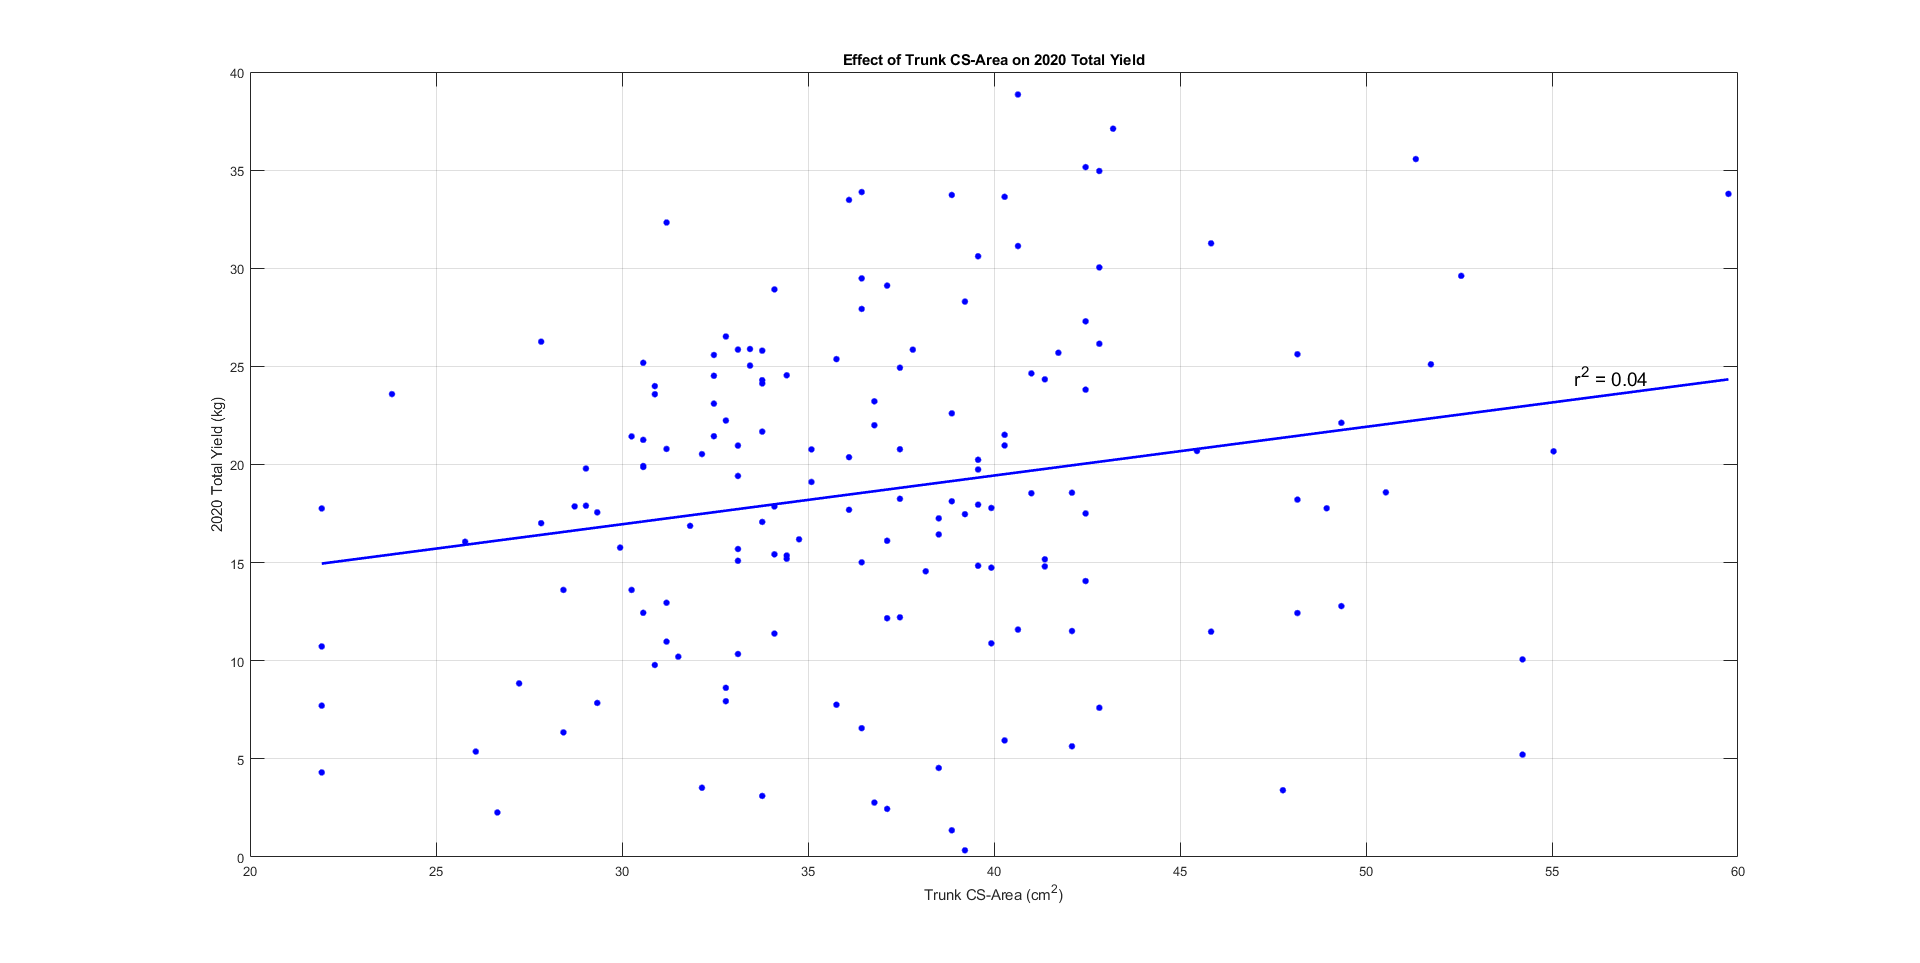 Effect of Trunk CS-Area on 2020 Total Yield
40
35
30
25
20
15
10
5
0
2020 Total Yield (kg)
r² = 0.04
20 25 30 35 40 45 50 55 60
Trunk CS-Area (cm²)